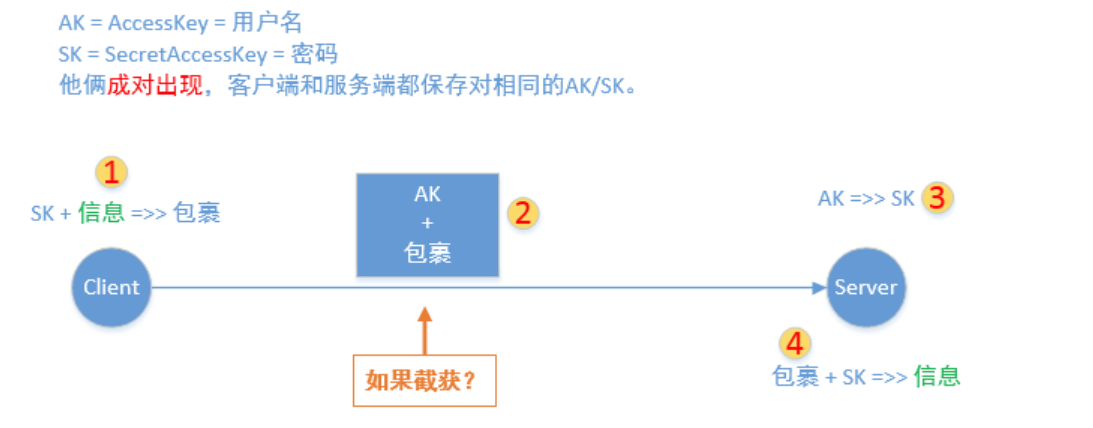 AK = AccessKey = 用户名
SK = SecretAccessKey = 密码
他俩成对出现，客户端和服务端都保存对相同的AK/SK。
1
SK + 信息 =>> 包裹
Client
AK
+
包裹
2
如果截获？
AK =>> SK 3
Server
4
包裹 + SK =>> 信息